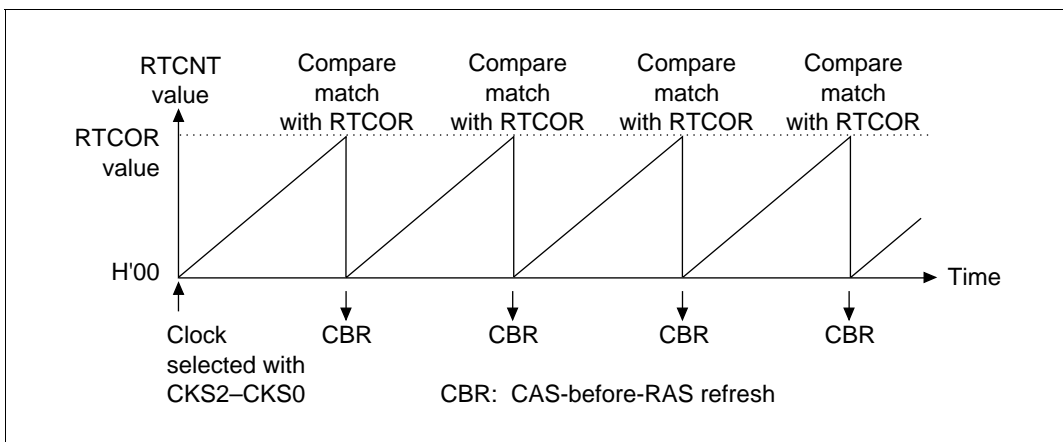 RTCNT
value
Compare
match
with RTCOR
Compare
match
with RTCOR
Compare
match
with RTCOR
Compare
match
with RTCOR
RTCOR
value
H'00
Time
Clock
selected with
CKS2–CKS0
CBR
CBR
CBR
CBR
CBR: CAS-before-RAS refresh